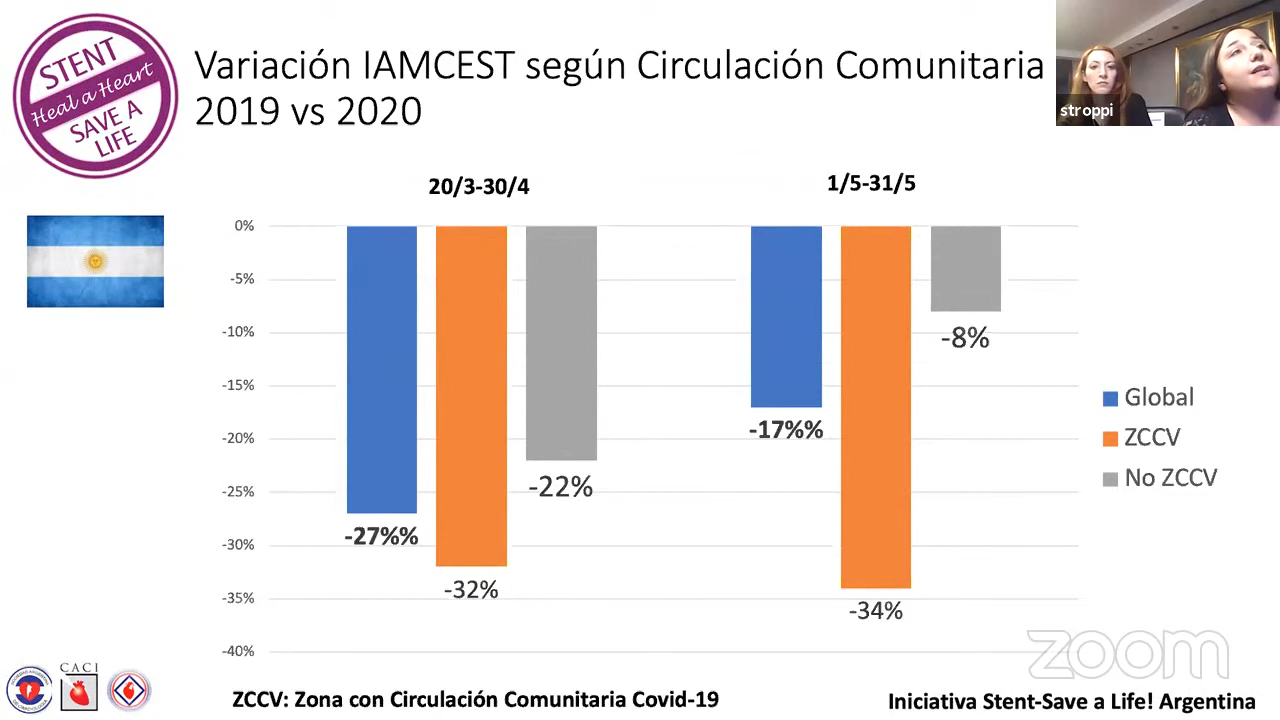 STENT
Heal a Heart
SAVE A
LIFE
Variación IAMCEST según Circulación Comunitaria
2019 vs 2020
stroppi
20/3-30/4
1/5-31/5
0%
-5%
-10%
-15%
-20%
-25%
-30%
-35%
-40%
-27%%
-32%
-22%
-17%%
-34%
-8%
Global
ZCCV
No ZCCV
zoom
CACI
ZCCV: Zona con Circulación Comunitaria Covid-19
Iniciativa Stent-Save a Life! Argentina